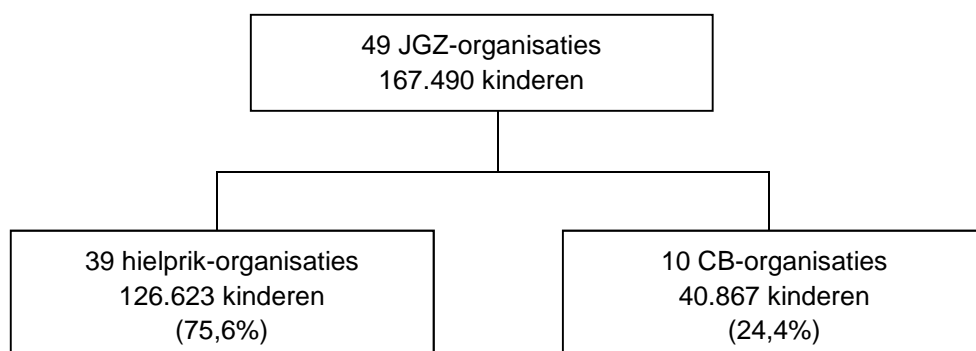 49 JGZ-organisaties
167.490 kinderen
39 hielprik-organisaties
126.623 kinderen
(75,6%)
10 CB-organisaties
40.867 kinderen
(24,4%)